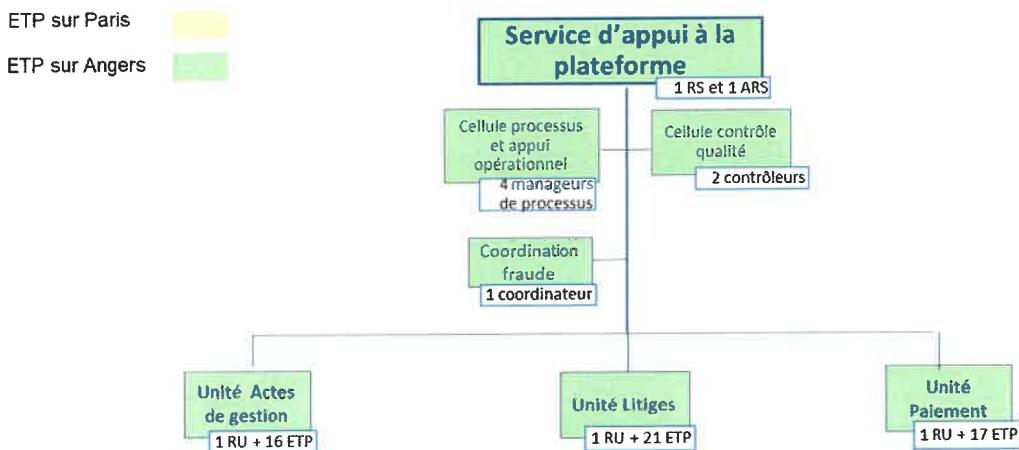 ETP sur Paris
ETP sur Angers
Service d'appui à la
plateforme
1 RS et 1 ARS
Cellule processus
et appui
opérationnel
4 manageurs
de processus
Cellule contrôle
qualité
2 contrôleurs
Coordination
fraude
1 coordinateur
Unité Actes
de gestion
1 RU + 16 ETP
Unité Litiges
1 RU + 21 ETP
Unité
Paiement
1 RU + 17 ETP